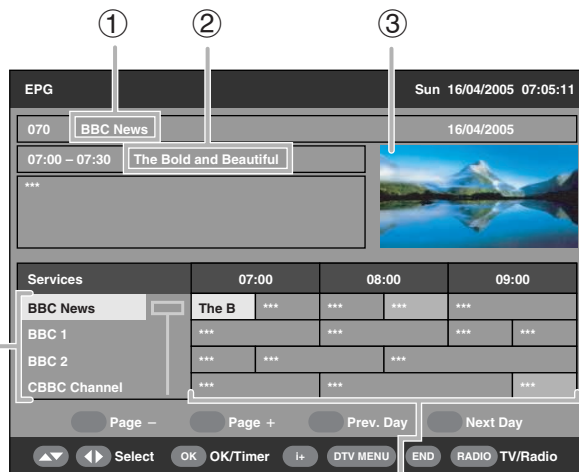 ① ② ③
EPG Sun 16/04/2005 07:05:11
070 BBC News 16/04/2005
07:00 – 07:30 The Bold and Beautiful
***
Services 07:00 08:00 09:00
BBC News The B *** *** *** ***
BBC 1 *** *** *** ***
BBC 2 *** *** ***
CBBC Channel *** *** ***
Page – Page + Prev. Day Next Day
Select OK OK/Timer i+ DTV MENU END RADIO TV/Radio